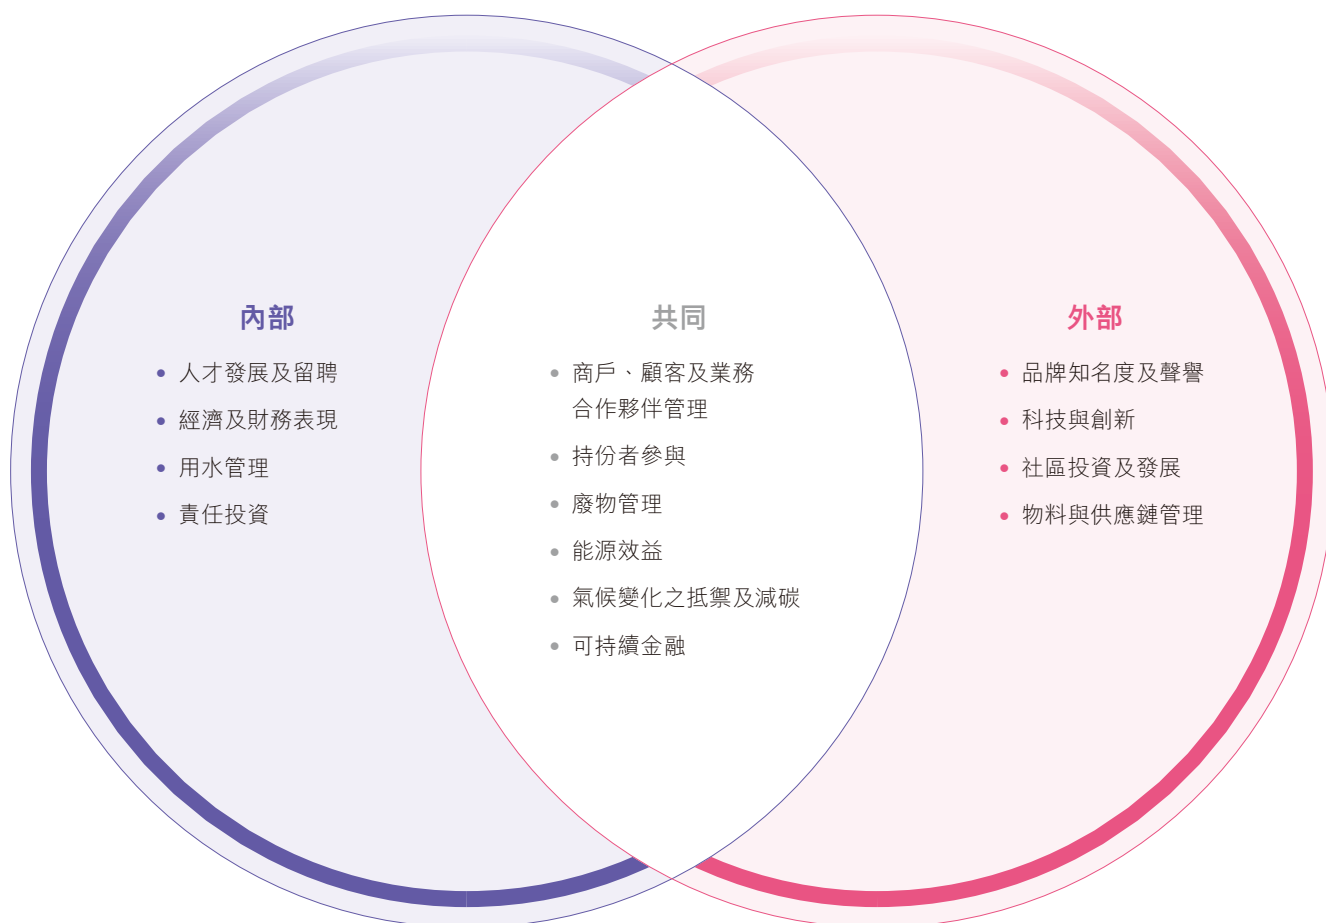 內部
人才發展及留聘
經濟及財務表現
用水管理
責任投資
共同
商戶、顧客及業務
合作夥伴管理
持份者參與
廢物管理
能源效益
氣候變化之抵禦及減碳
可持續金融
外部
品牌知名度及聲譽
科技與創新
社區投資及發展
物料與供應鏈管理